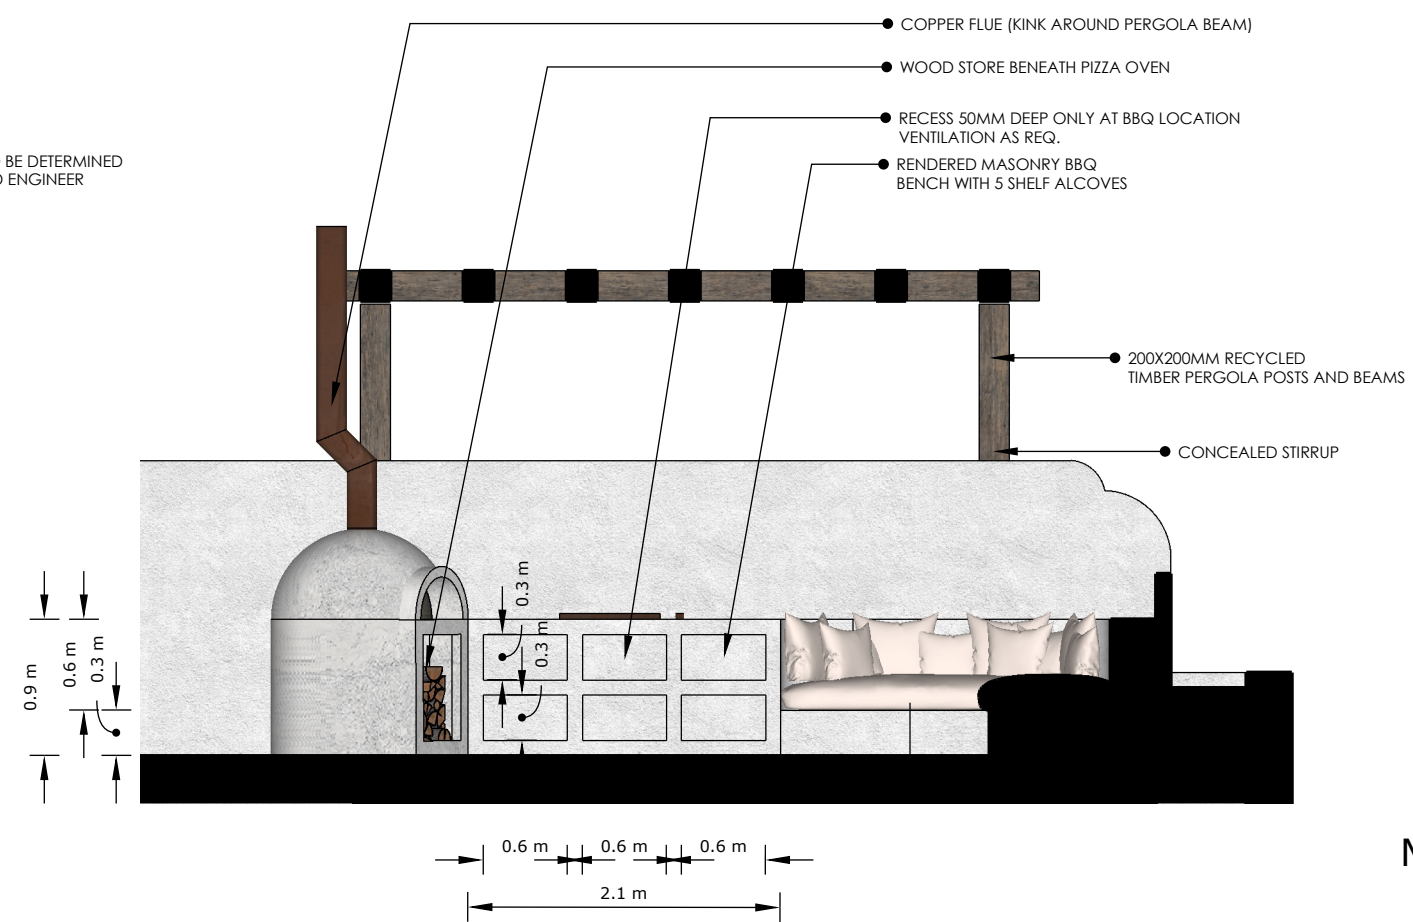 COPPER FLUE (KINK AROUND PERGOLA BEAM)
WOOD STORE BENEATH PIZZA OVEN
RECESS 50MM DEEP ONLY AT BBQ LOCATION
VENTILATION AS REQ.
BE DETERMINED
ENGINEER
RENDERED MASONRY BBQ
BENCH WITH 5 SHELF ALCOVES
200X200MM RECYCLED
TIMBER PERGOLA POSTS AND BEAMS
CONCEALED STIRRUP
0.3 m
0.3 m
0.9 m
0.6 m
0.3 m
0.6 m
0.6 m
0.6 m
2.1 m